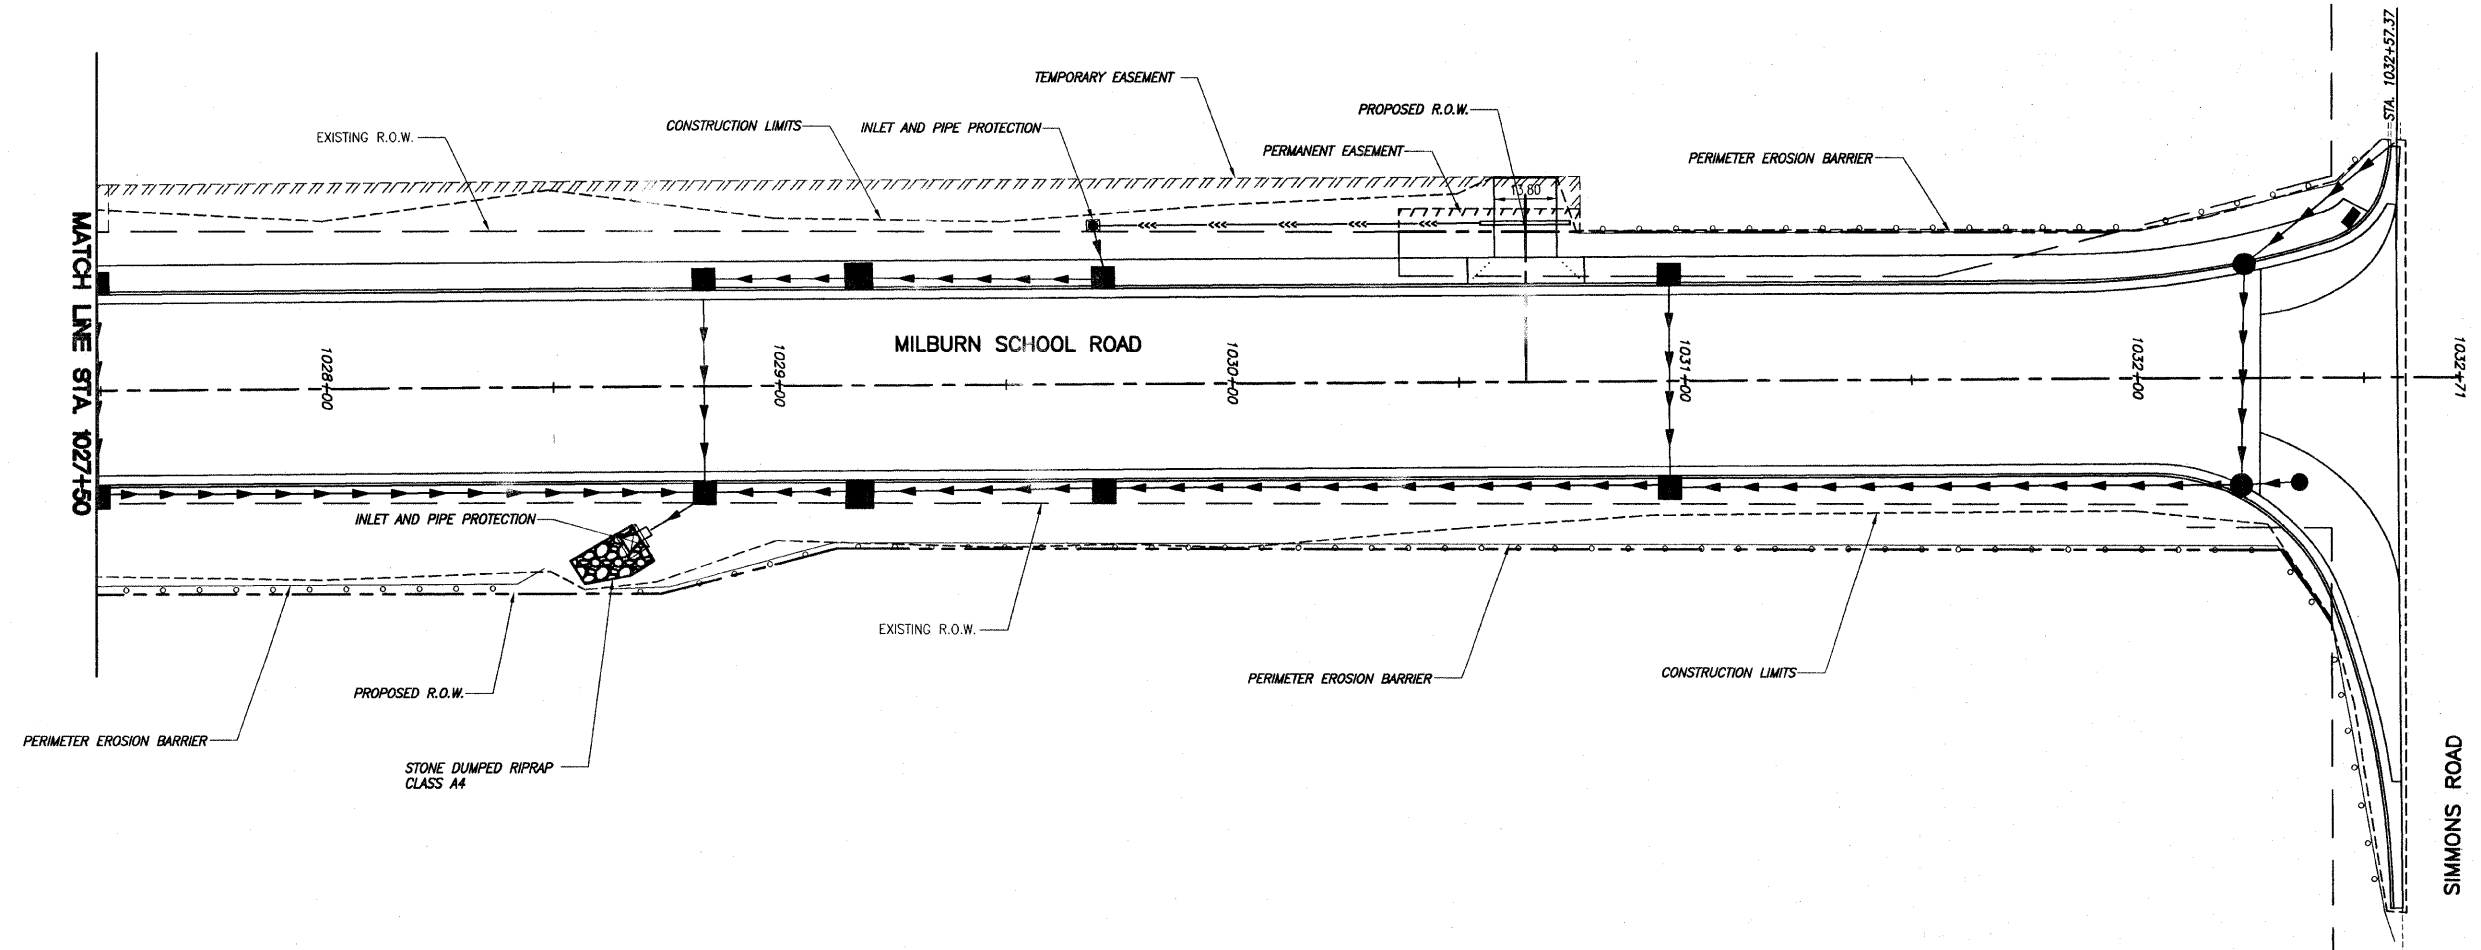 STA. 1032+57.37
TEMPORARY EASEMENT
PROPOSED R.O.W.
EXISTING R.O.W.
CONSTRUCTION LIMITS
INLET AND PIPE PROTECTION
PERMANENT EASEMENT
PERIMETER EROSION BARRIER
13.80
MATCH LINE STA. 1027+50
MILBURN SCHOOL ROAD
1028+00
1029+00
1030+00
1031+00
1032+00
1032+71
INLET AND PIPE PROTECTION
EXISTING R.O.W.
PERIMETER EROSION BARRIER
CONSTRUCTION LIMITS
PROPOSED R.O.W.
PERIMETER EROSION BARRIER
STONE DUMPED RIPRAP
CLASS A4
SIMMONS ROAD